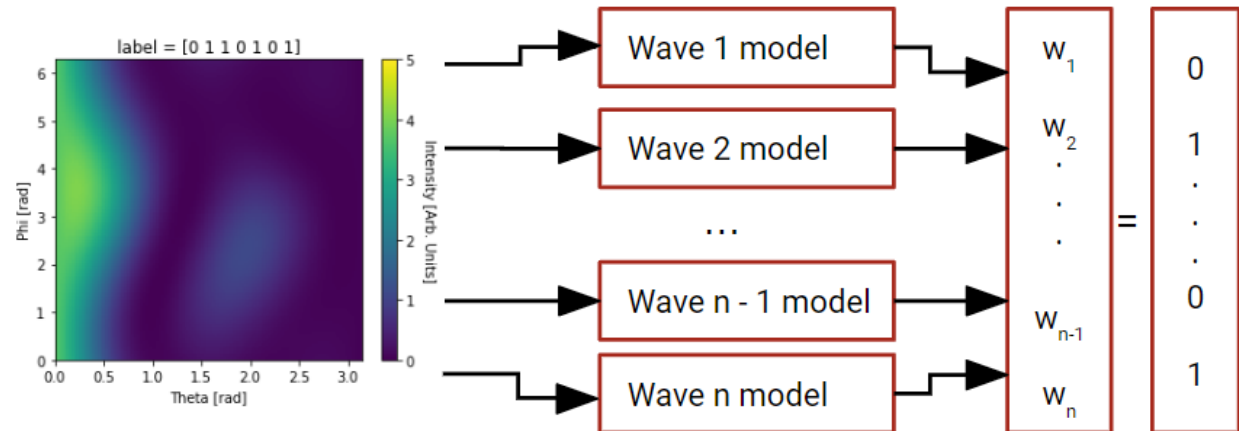 label = [0 1 1 0 1 0 1]
6
5
4
3
2
1
0
Phi [rad]
0.0 0.5 1.0 1.5 2.0 2.5 3.0
Theta [rad]
5
4
3
2
1
0
Intensity [Arb. Units]
Wave 1 model
Wave 2 model
...
Wave n - 1 model
Wave n model
w1
w2
.
.
.
wn-1
wn
=
0
1
.
.
.
0
1